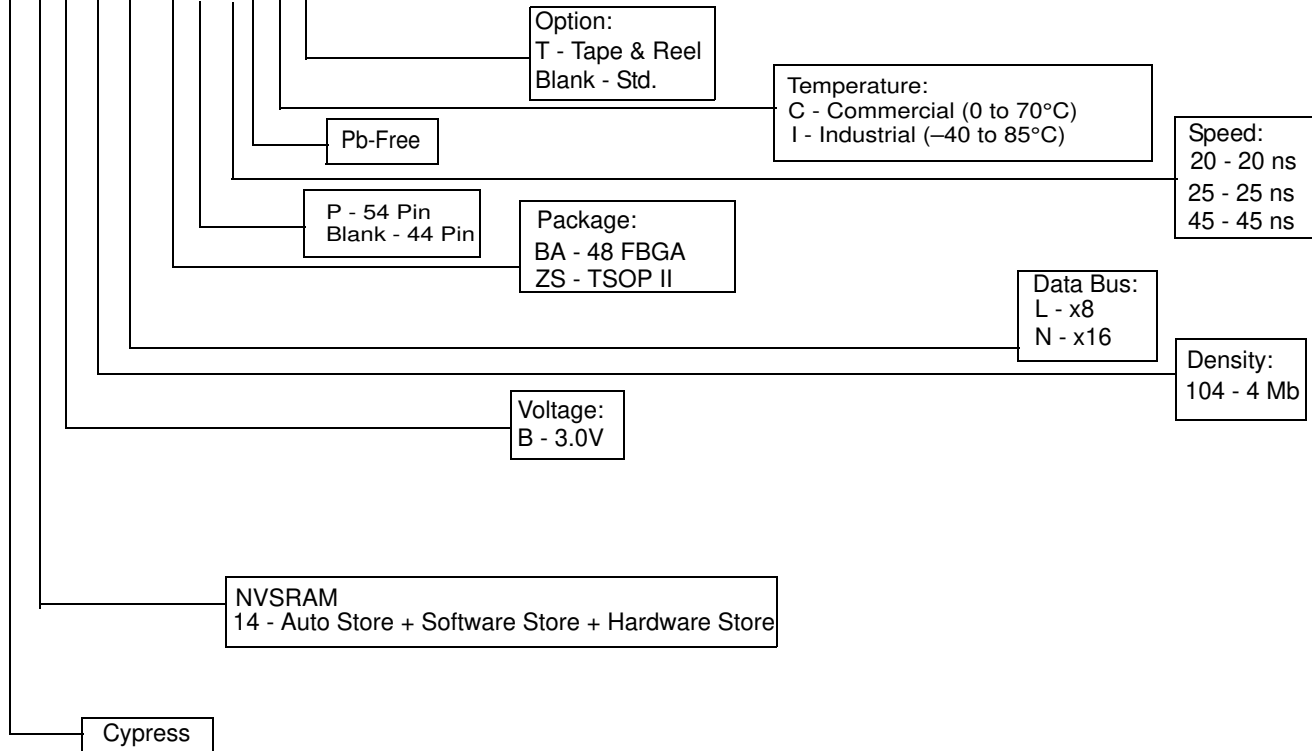 Option:
T - Tape & Reel
Blank - Std.
Temperature:
C - Commercial (0 to 70°C)
I - Industrial (–40 to 85°C)
Pb-Free
Speed:
20 - 20 ns
25 - 25 ns
45 - 45 ns
P - 54 Pin
Blank - 44 Pin
Package:
BA - 48 FBGA
ZS - TSOP II
Data Bus:
L - x8
N - x16
Density:
104 - 4 Mb
Voltage:
B - 3.0V
NVSRAM
14 - Auto Store + Software Store + Hardware Store
Cypress